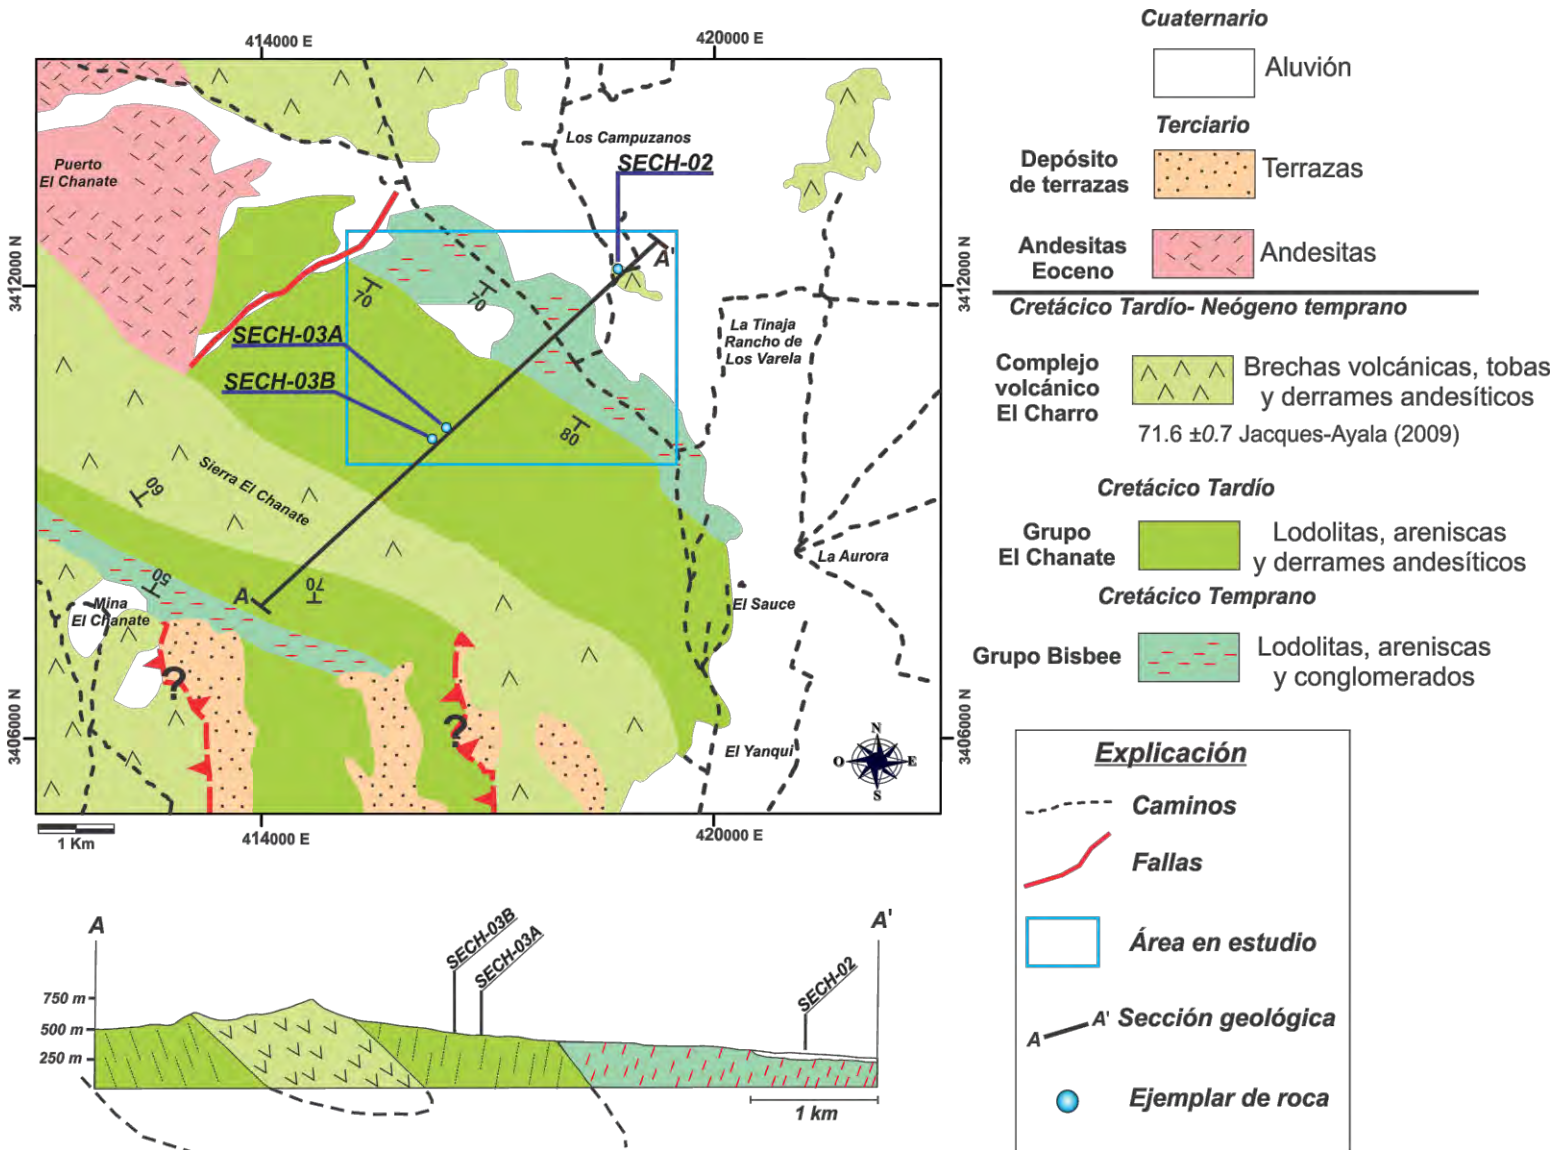 414000 E
420000 E
3412000 N
3412000 N
3406000 N
3406000 N
414000 E
420000 E
Puerto
El Chanate
Los Campuzanos
SECH-02
A'
70
70
SECH-03A
SECH-03B
La Tinaja
Rancho de
Los Varela
80
Sierra El Chanate
60
50
70
A
Mina
El Chanate
La Aurora
El Sauce
?
?
El Yanqui
N
O
E
S
1 Km
A
A'
SECH-03B
SECH-03A
SECH-02
750 m
500 m
250 m
1 km
Cuaternario
Aluvión
Terciario
Depósito
de terrazas
Terrazas
Andesitas
Eoceno
Andesitas
Cretácico Tardío- Neógeno temprano
Complejo
volcánico
El Charro
Brechas volcánicas, tobas
y derrames andesíticos
71.6 ±0.7 Jacques-Ayala (2009)
Cretácico Tardío
Grupo
El Chanate
Lodolitas, areniscas
y derrames andesíticos
Cretácico Temprano
Grupo Bisbee
Lodolitas, areniscas
y conglomerados
Explicación
Caminos
Fallas
Área en estudio
A
A'
Sección geológica
Ejemplar de roca